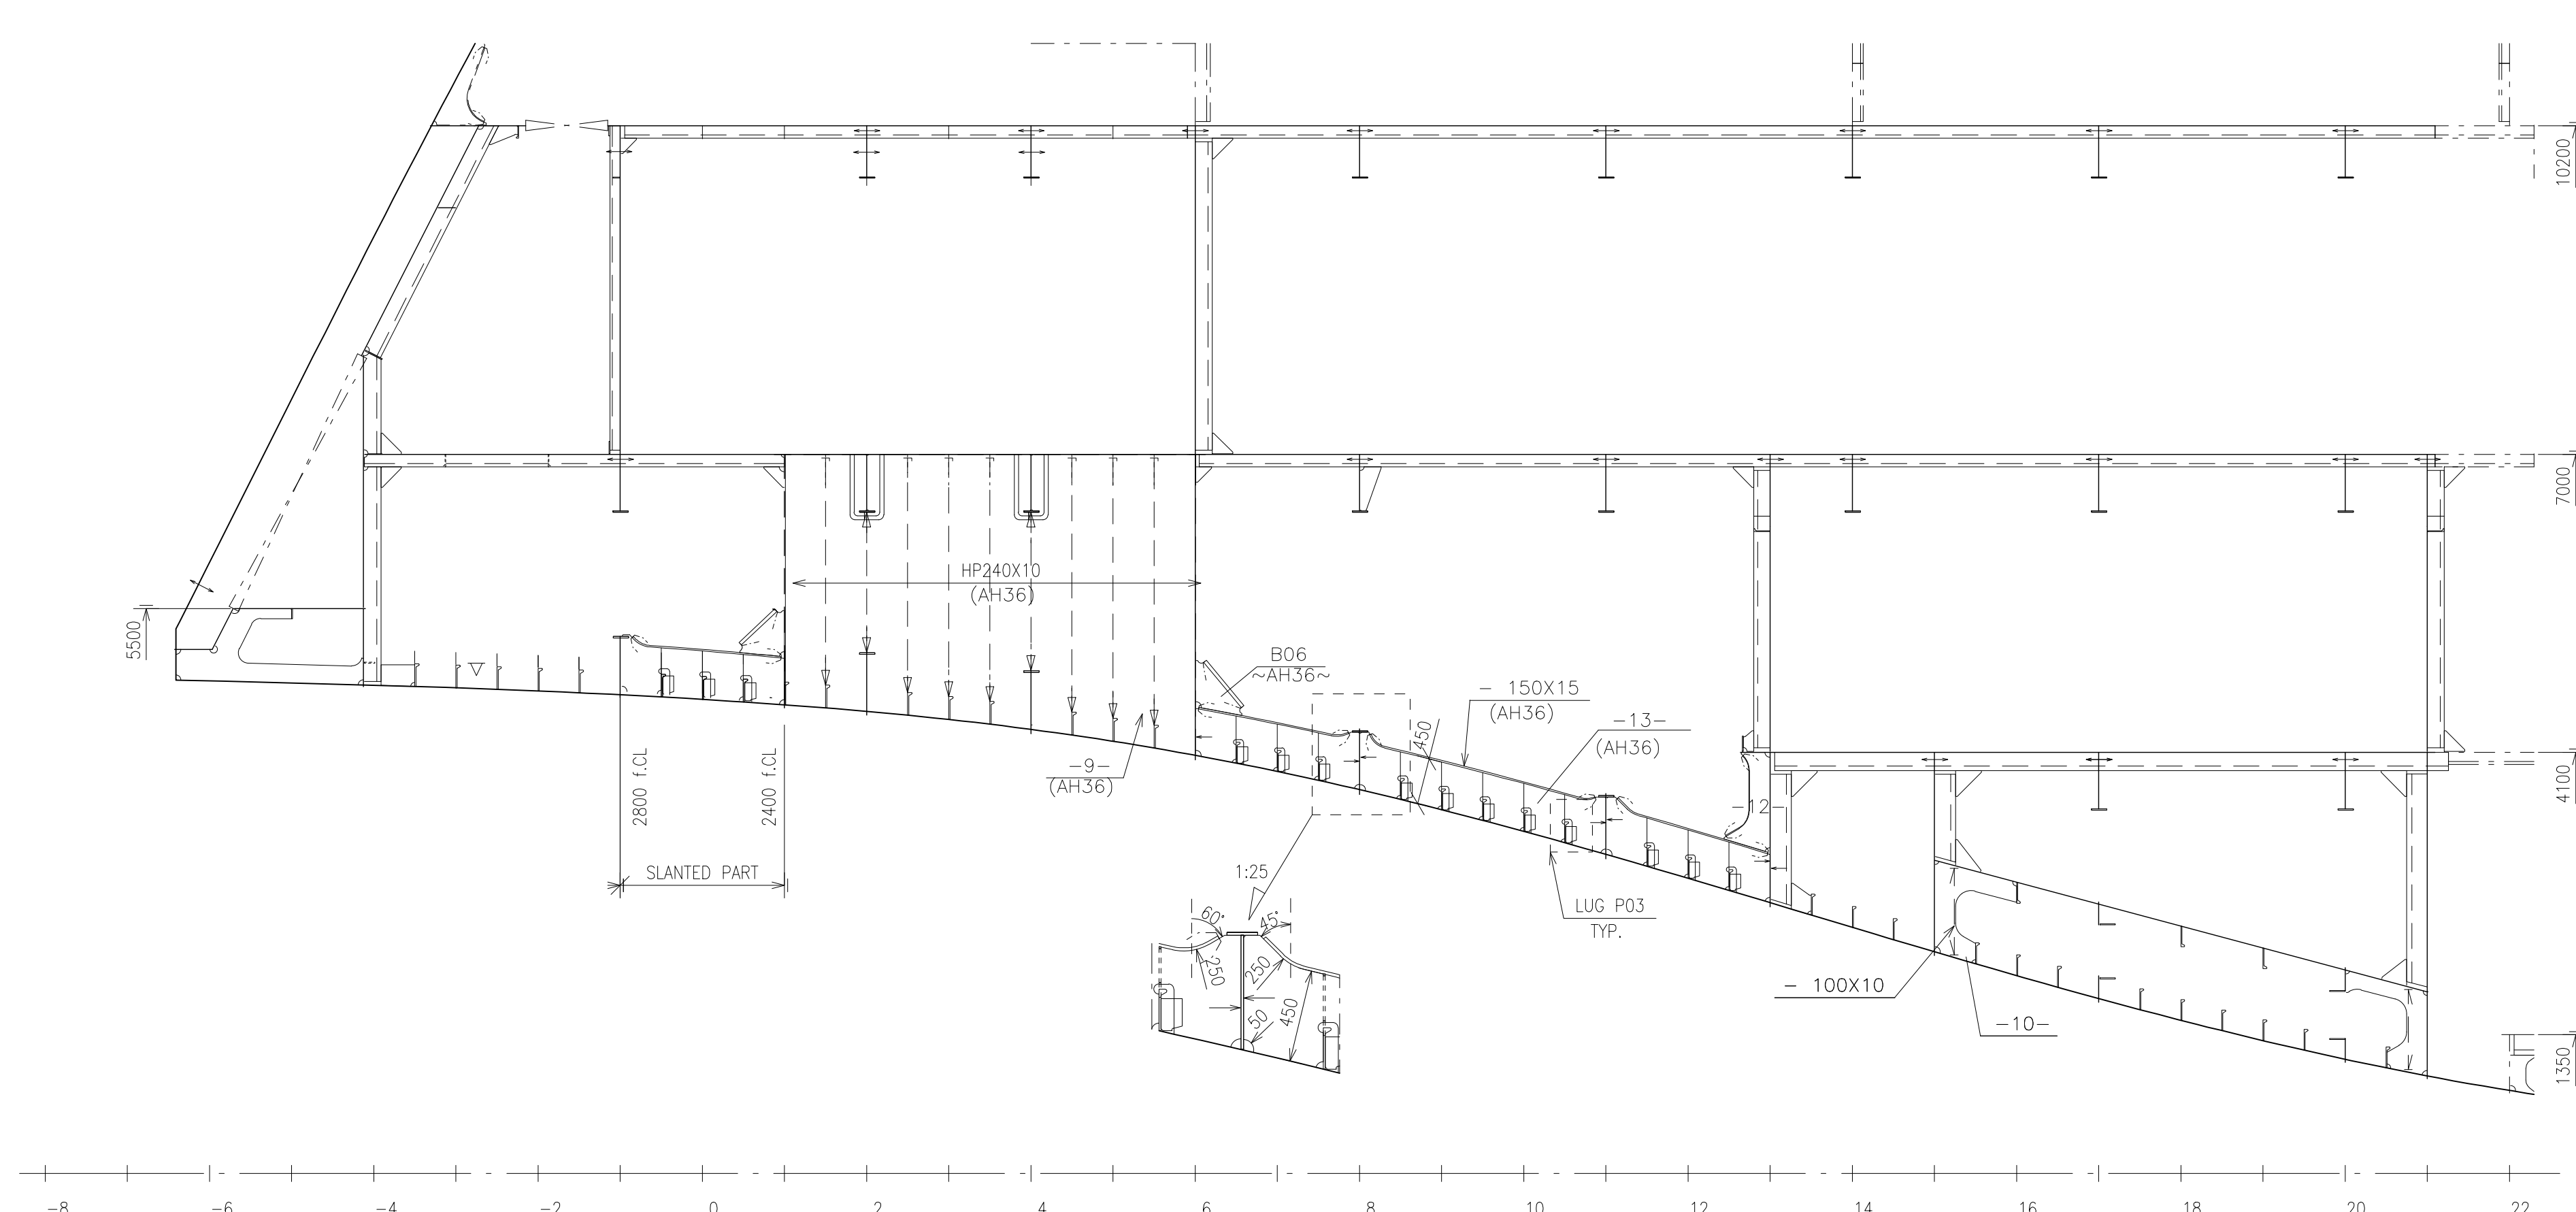 10200
7000
HP240X10
(AH36)
5500
B06
~AH36~
- 150X15
(AH36)
-13-
(AH36)
450
-9-
(AH36)
2800 f.CL
2400 f.CL
4100
-12-
SLANTED PART
1:25
LUG P03
TYP.
60°
45°
250
250
450
50
- 100X10
-10-
1350
-8 -6 -4 -2 0 2 4 6 8 10 12 14 16 18 20 22